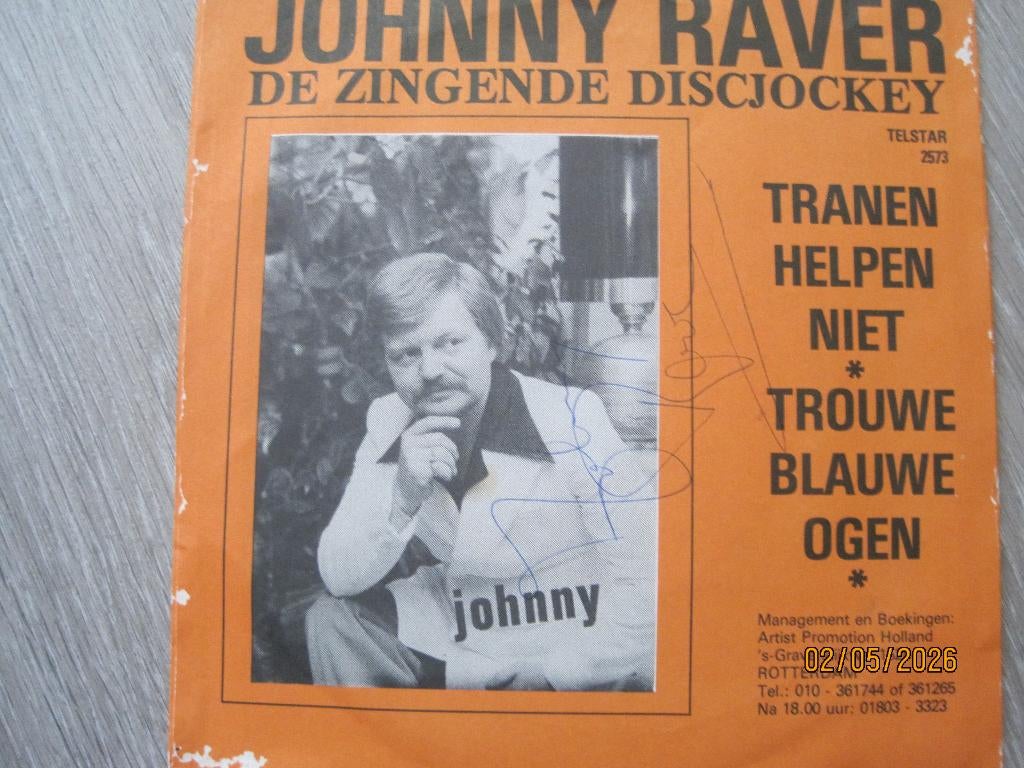 JOHNNY RAVER
DE ZINGENDE DISCJOCKEY
TELSTAR
2573
TRANEN
HELPEN
NIET
*
TROUWE
BLAUWE
OGEN
*
johnny
Management en Boekingen:
Artist Promotion Holland
02/05/2026
ROTTERDAM
Tel.: 010 - 361744 of 361265
Na 18.00 uur: 01803 - 3323